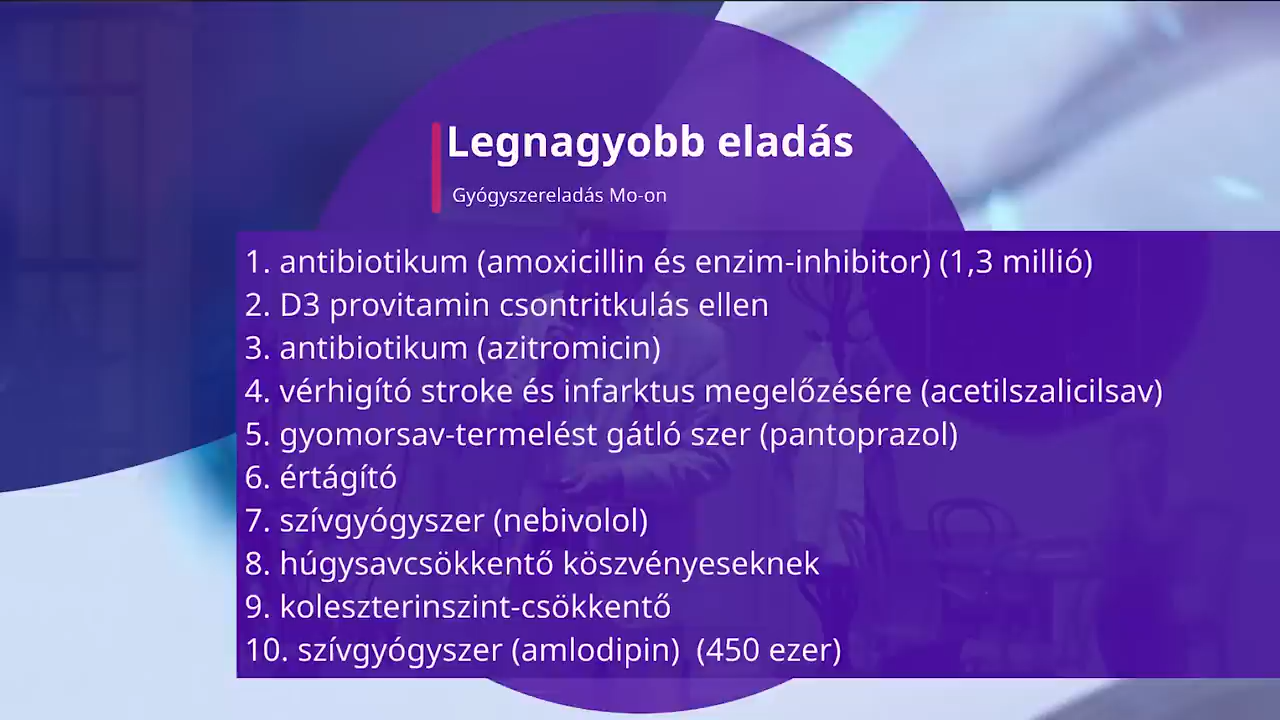 Legnagyobb eladás
Gyógyszereladás Mo-on
1. antibiotikum (amoxicillin és enzim-inhibitor) (1,3 millió)
2. D3 provitamin csontritkulás ellen
3. antibiotikum (azitromicin)
4. vérhigító stroke és infarktus megelőzésére (acetilszalicilsav)
5. gyomorsav-termelést gátló szer (pantoprazol)
6. értágító
7. szívgyógyszer (nebivolol)
8. húgysavcsökkentő köszvényeseknek
9. koleszterinszint-csökkentő
10. szívgyógyszer (amlodipin)  (450 ezer)